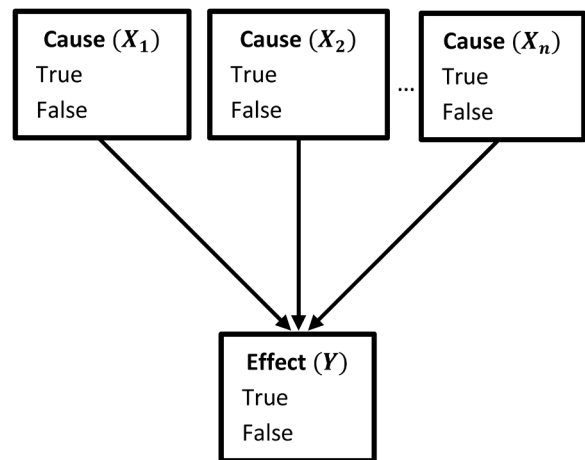 Cause (X₁)
True
False
Cause (X₂)
True
False
...
Cause (Xₙ)
True
False
Effect (Y)
True
False